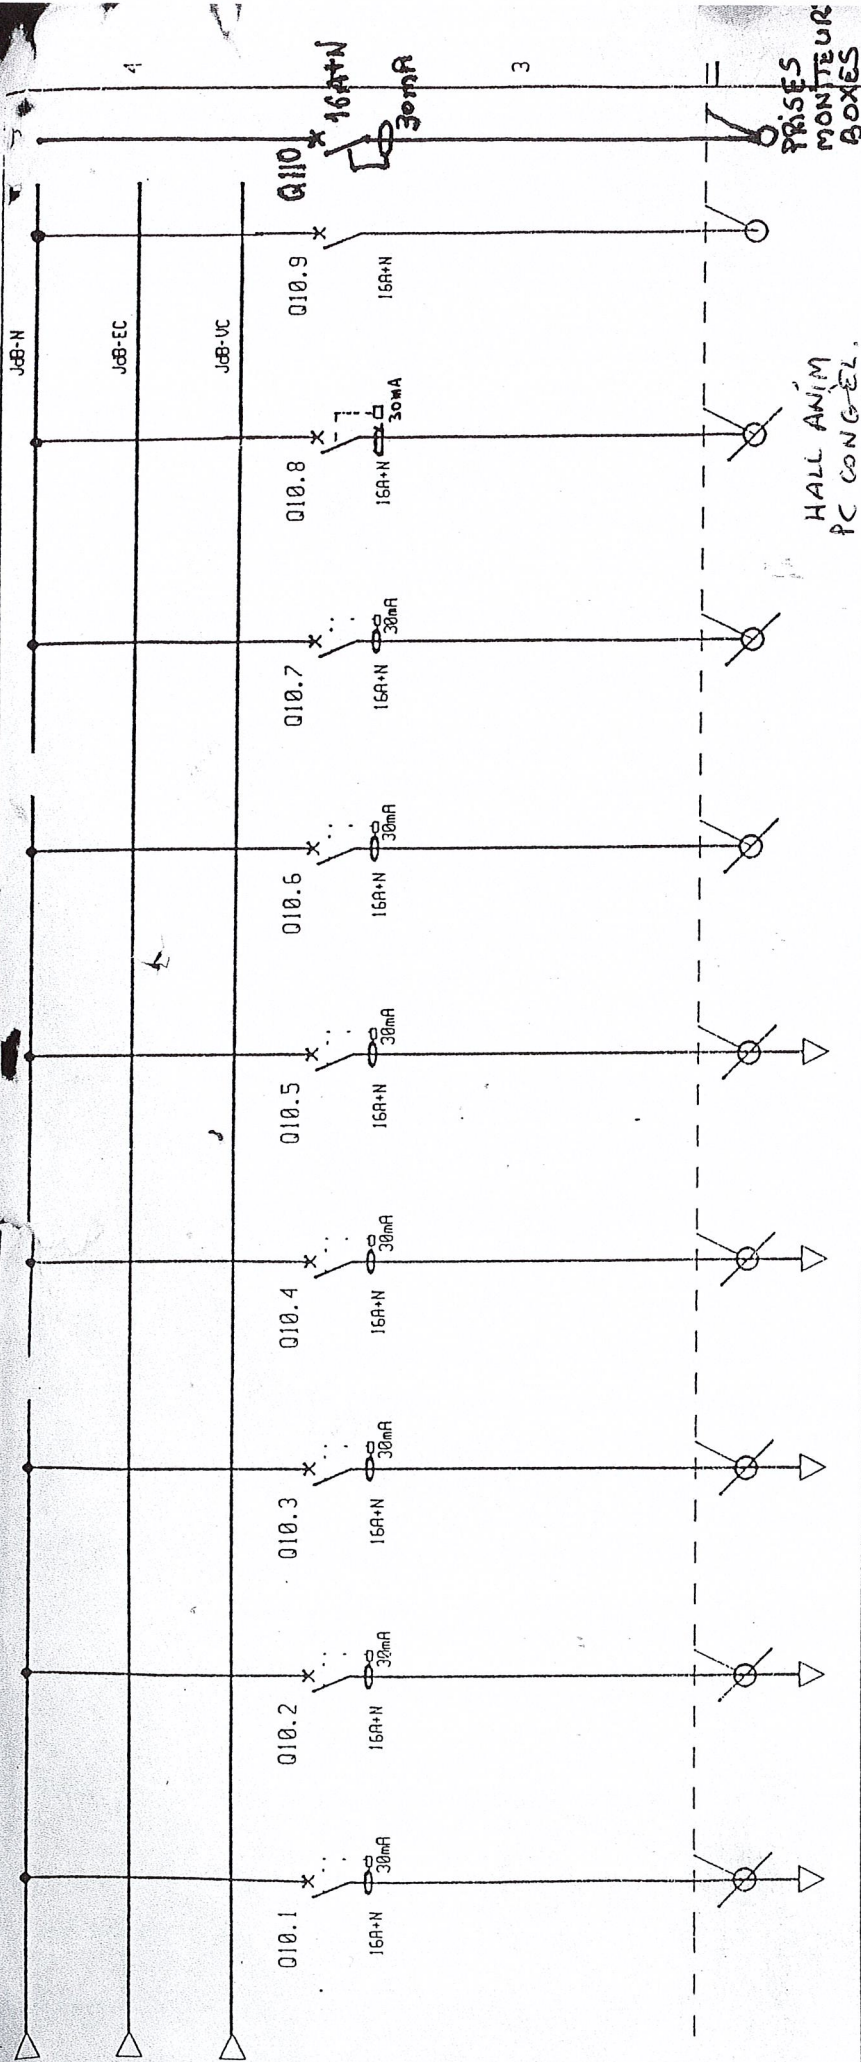 JdB-N
JdB-EC
JdB-VC
4
3
Q10.1
16A+N
30mA
Q10.2
16A+N
30mA
Q10.3
16A+N
30mA
Q10.4
16A+N
30mA
Q10.5
16A+N
30mA
Q10.6
16A+N
30mA
Q10.7
16A+N
30mA
Q10.8
16A+N
30mA
Q10.9
16A+N
Q110
16A+N
30mA
HALL ANIM
PC CONGEL.
PRISES
MONITEUR
BOXES